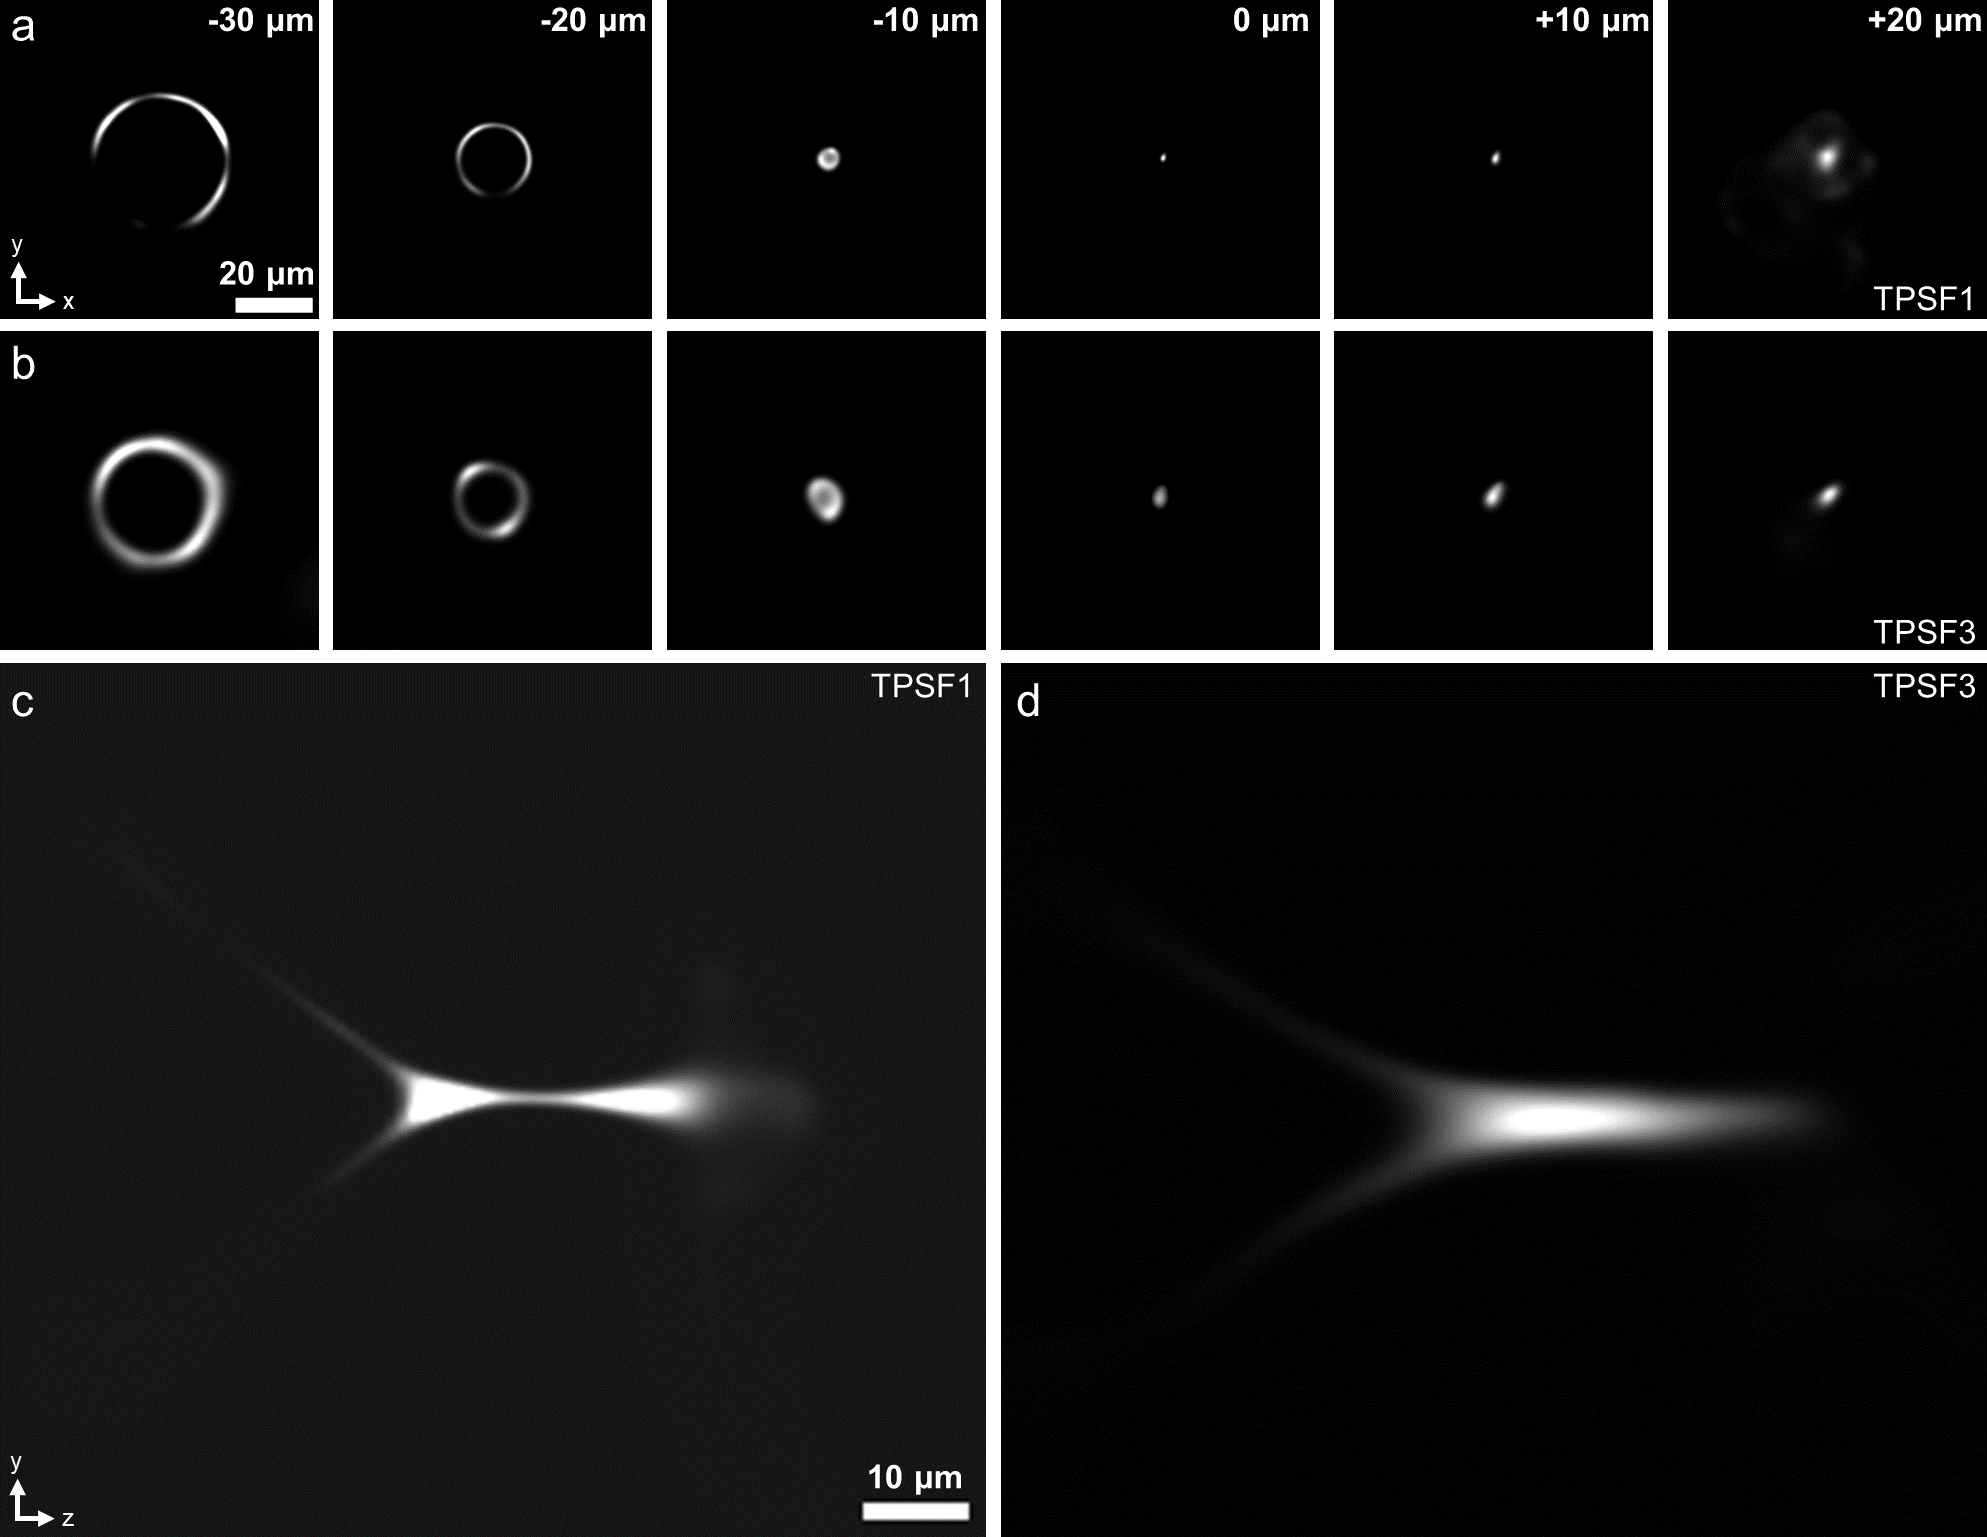 a
-30 µm
-20 µm
-10 µm
0 µm
+10 µm
+20 µm
y
x
20 µm
TPSF1
b
TPSF3
c
TPSF1
y
z
10 µm
d
TPSF3